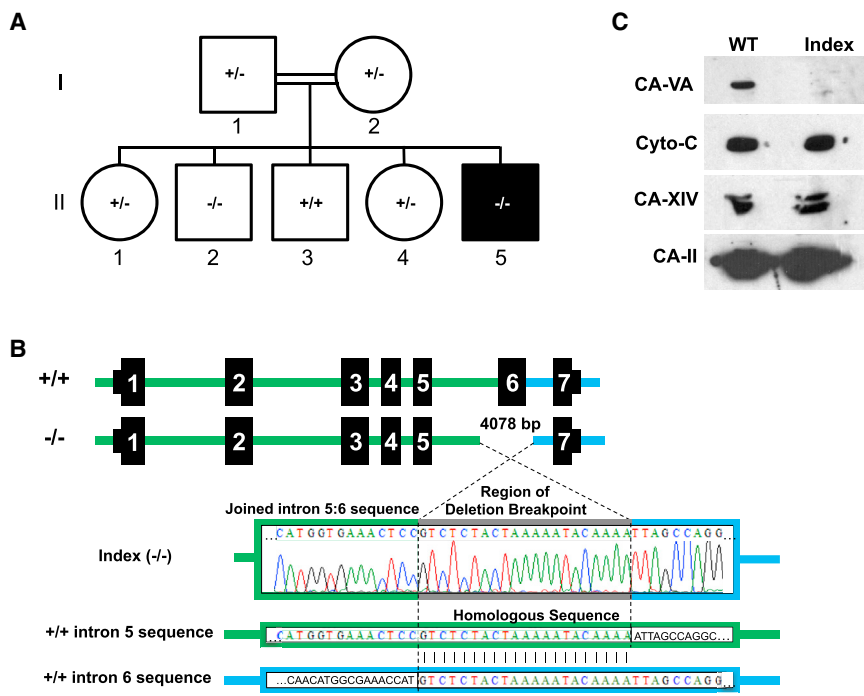 A
I
+/-
+/-
1
2
II
+/-
-/-
+/+
+/-
-/-
1
2
3
4
5
C
WT Index
CA-VA
Cyto-C
CA-XIV
CA-II
B
+/+
1
2
3
4
5
6
7
-/-
1
2
3
4
5
4078 bp
7
Joined intron 5:6 sequence
Region of
Deletion Breakpoint
Index (-/-)
...CATGGTGAAACTCCGTCTCTACTAAAAATACAAAATTAGCCAGG...
Homologous Sequence
+/+ intron 5 sequence
...CATGGTGAAACTCCGTCTCTACTAAAAATACAAAAATTAGCCAGGC...
+/+ intron 6 sequence
...CAACATGGCGAAACCATGTCTCTACTAAAAATACAAAATTAGCCAGG...